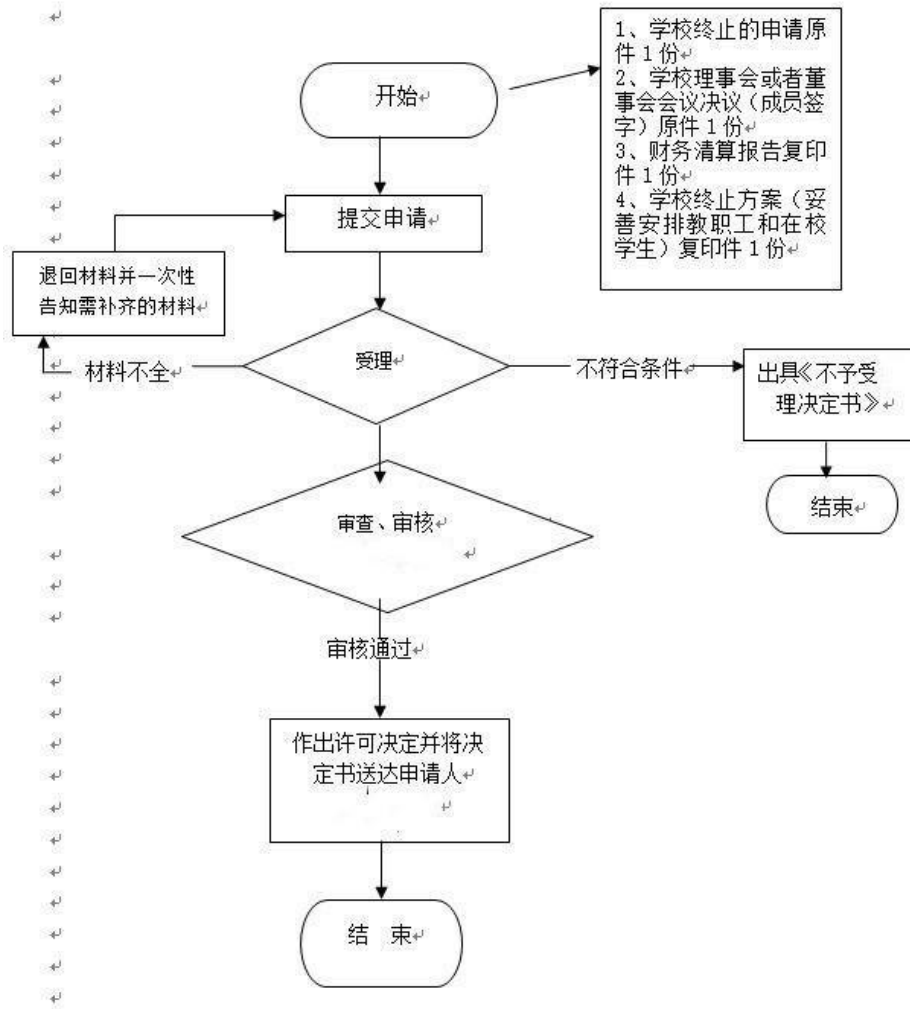 开始
1、学校终止的申请原
件1份
2、学校理事会或者董
事会会议决议（成员签
字）原件1份
3、财务清算报告复印
件1份
4、学校终止方案（妥
善安排教职工和在校
学生）复印件1份
提交申请
退回材料并一次性
告知需补齐的材料
材料不全
受理
不符合条件
出具《不予受
理决定书》
结束
审查、审核
审核通过
作出许可决定并将决
定书送达申请人
结 束